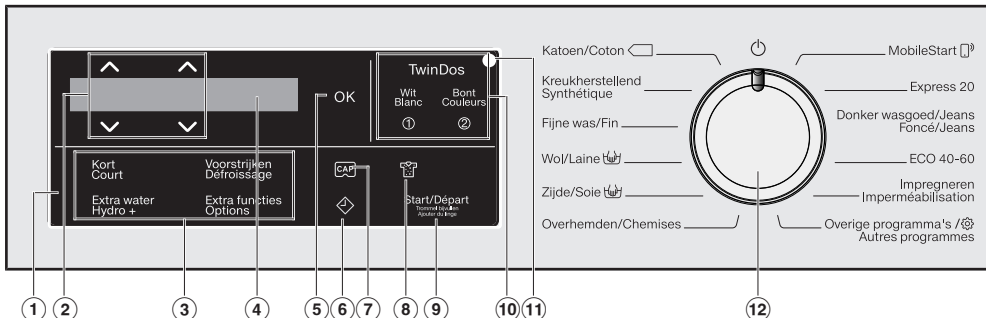 TwinDos
Wit
Blanc
Bont
Couleurs
①
②
OK
Kort
Court
Voorstrijken
Défroissage
Extra water
Hydro +
Extra functies
Options
CAP
Start/Départ
Trommel bijvullen
Ajouter du linge
Katoen/Coton
Kreukherstellend
Synthétique
Fijne was/Fin
Wol/Laine
Zijde/Soie
Overhemden/Chemises
MobileStart
Express 20
Donker wasgoed/Jeans
Foncé/Jeans
ECO 40-60
Impregneren
Imperméabilisation
Overige programma's /
Autres programmes
① ② ③ ④ ⑤ ⑥ ⑦ ⑧ ⑨ ⑩ ⑪ ⑫